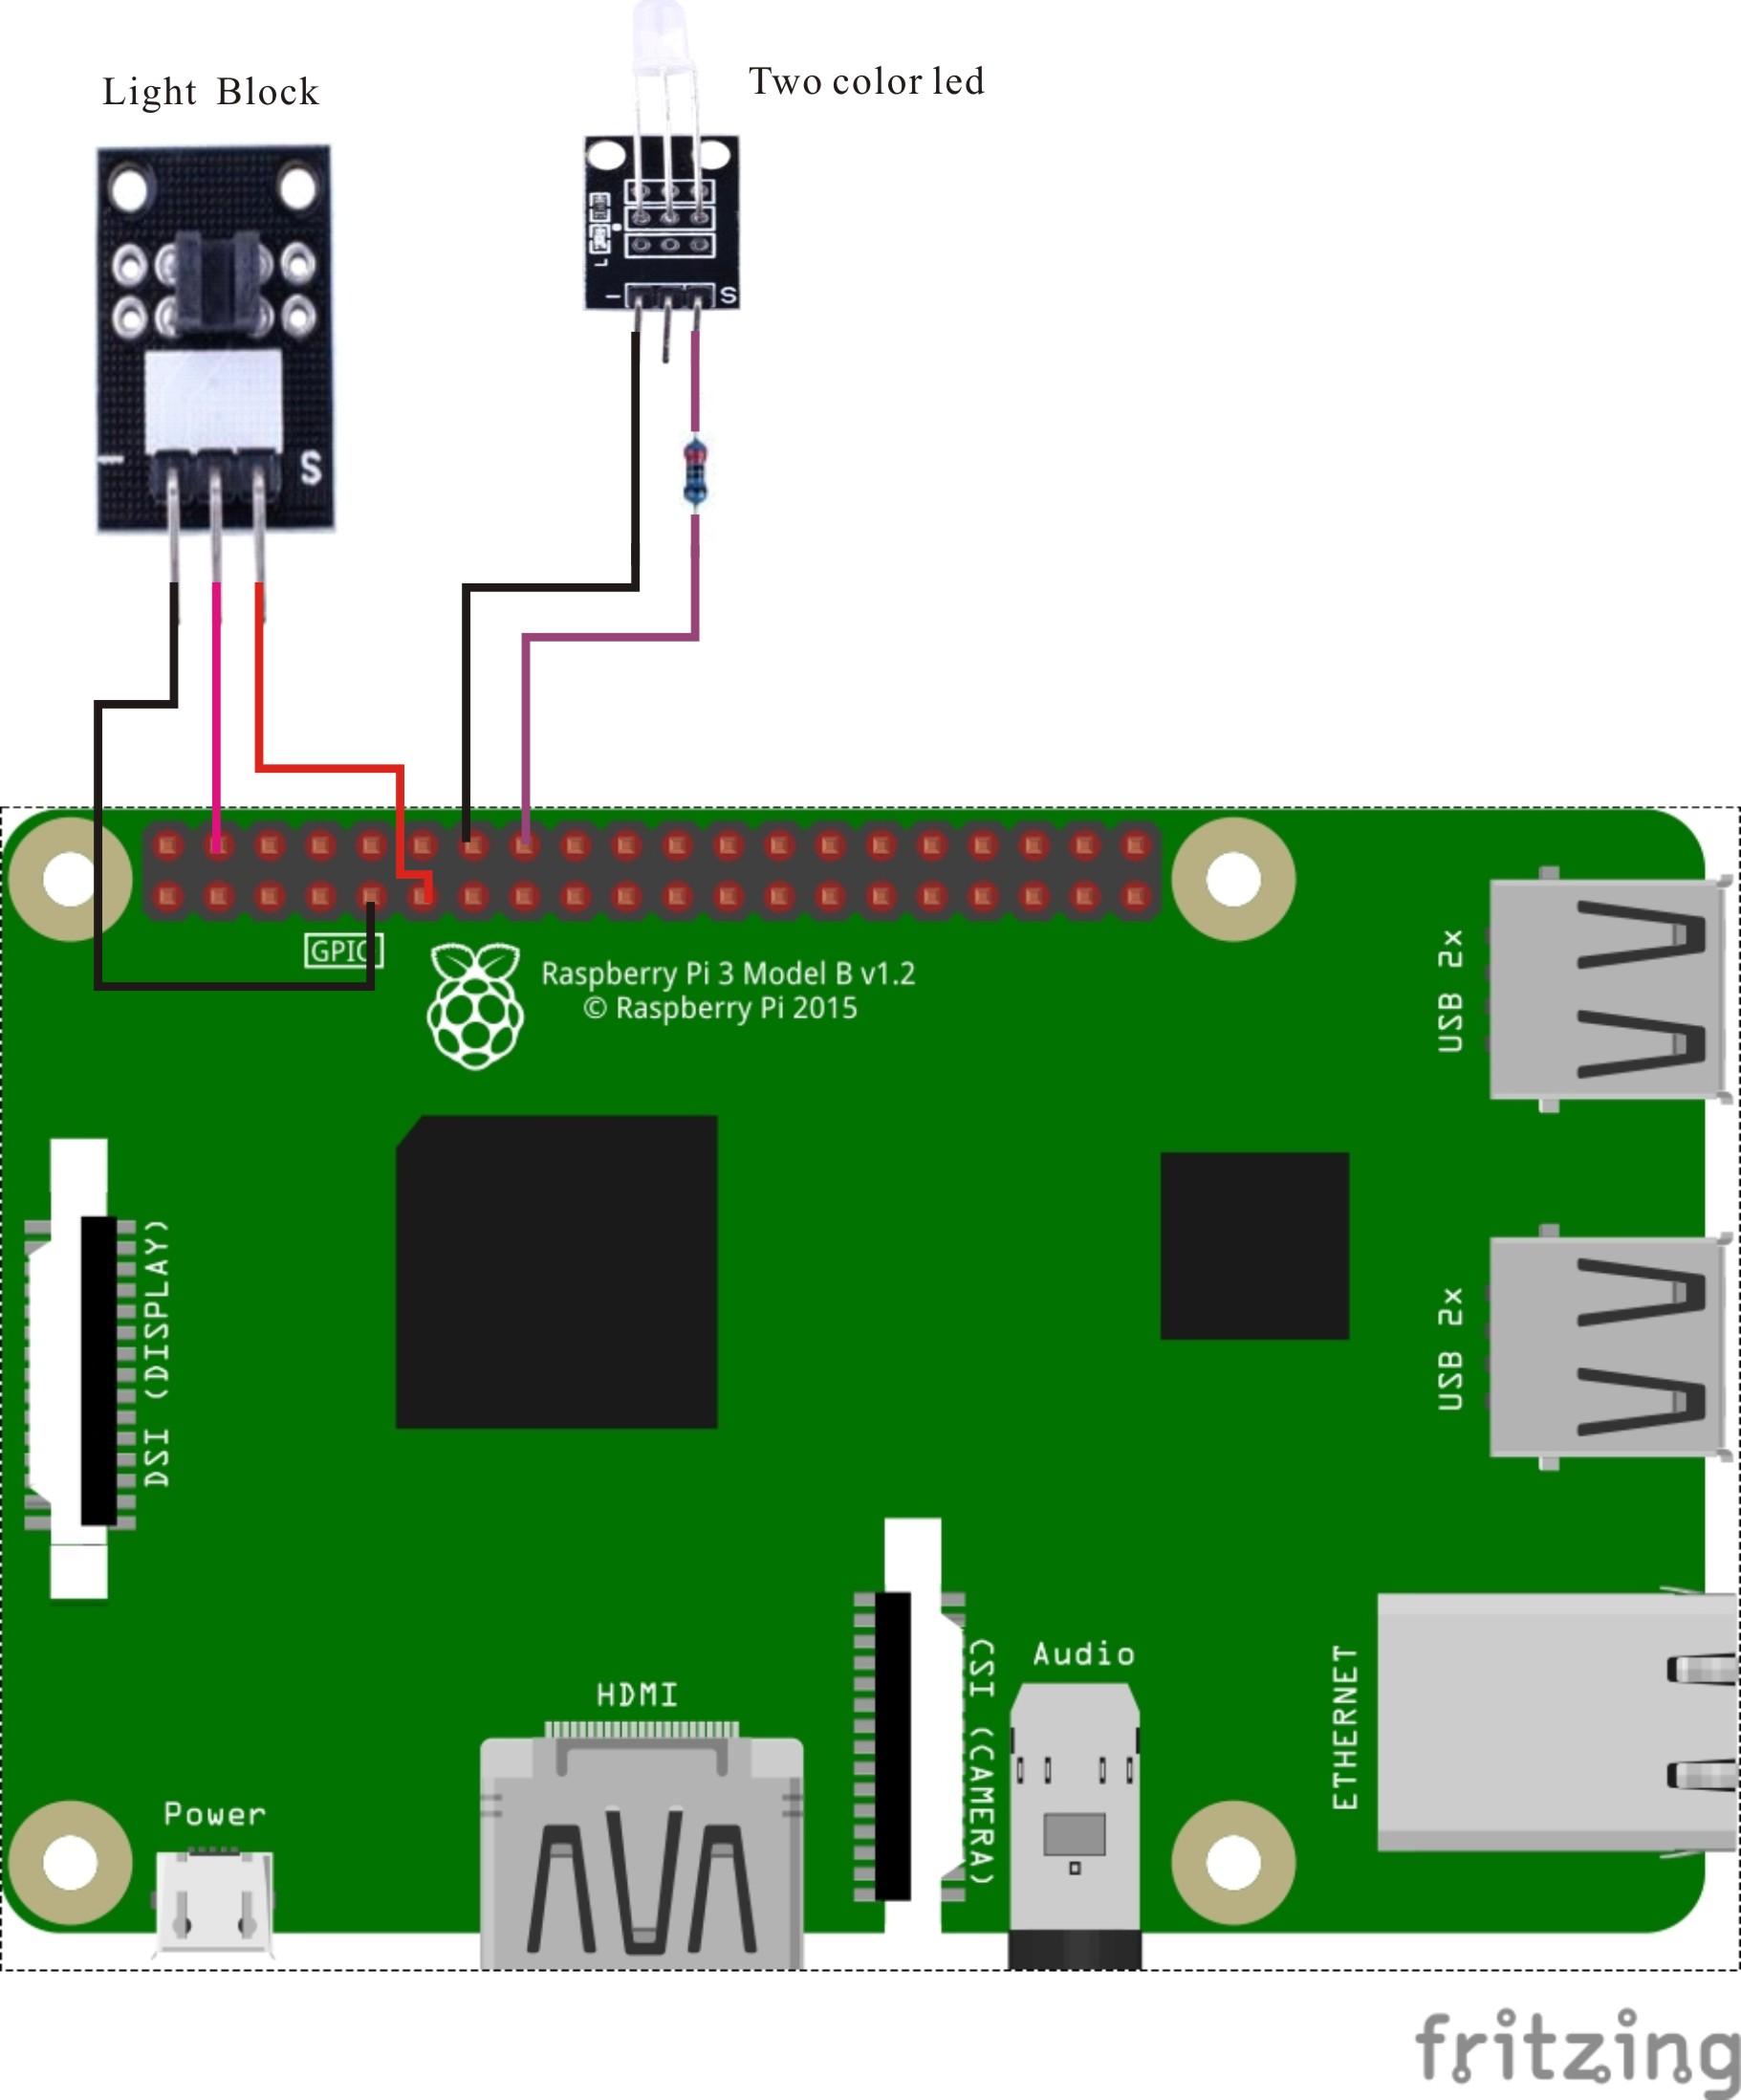 Light Block
Two color led
S
- S
L
GPIO
Raspberry Pi 3 Model B v1.2
© Raspberry Pi 2015
USB 2x
DSI (DISPLAY)
USB 2x
HDMI
CSI (CAMERA)
Audio
ETHERNET
Power
fritzing